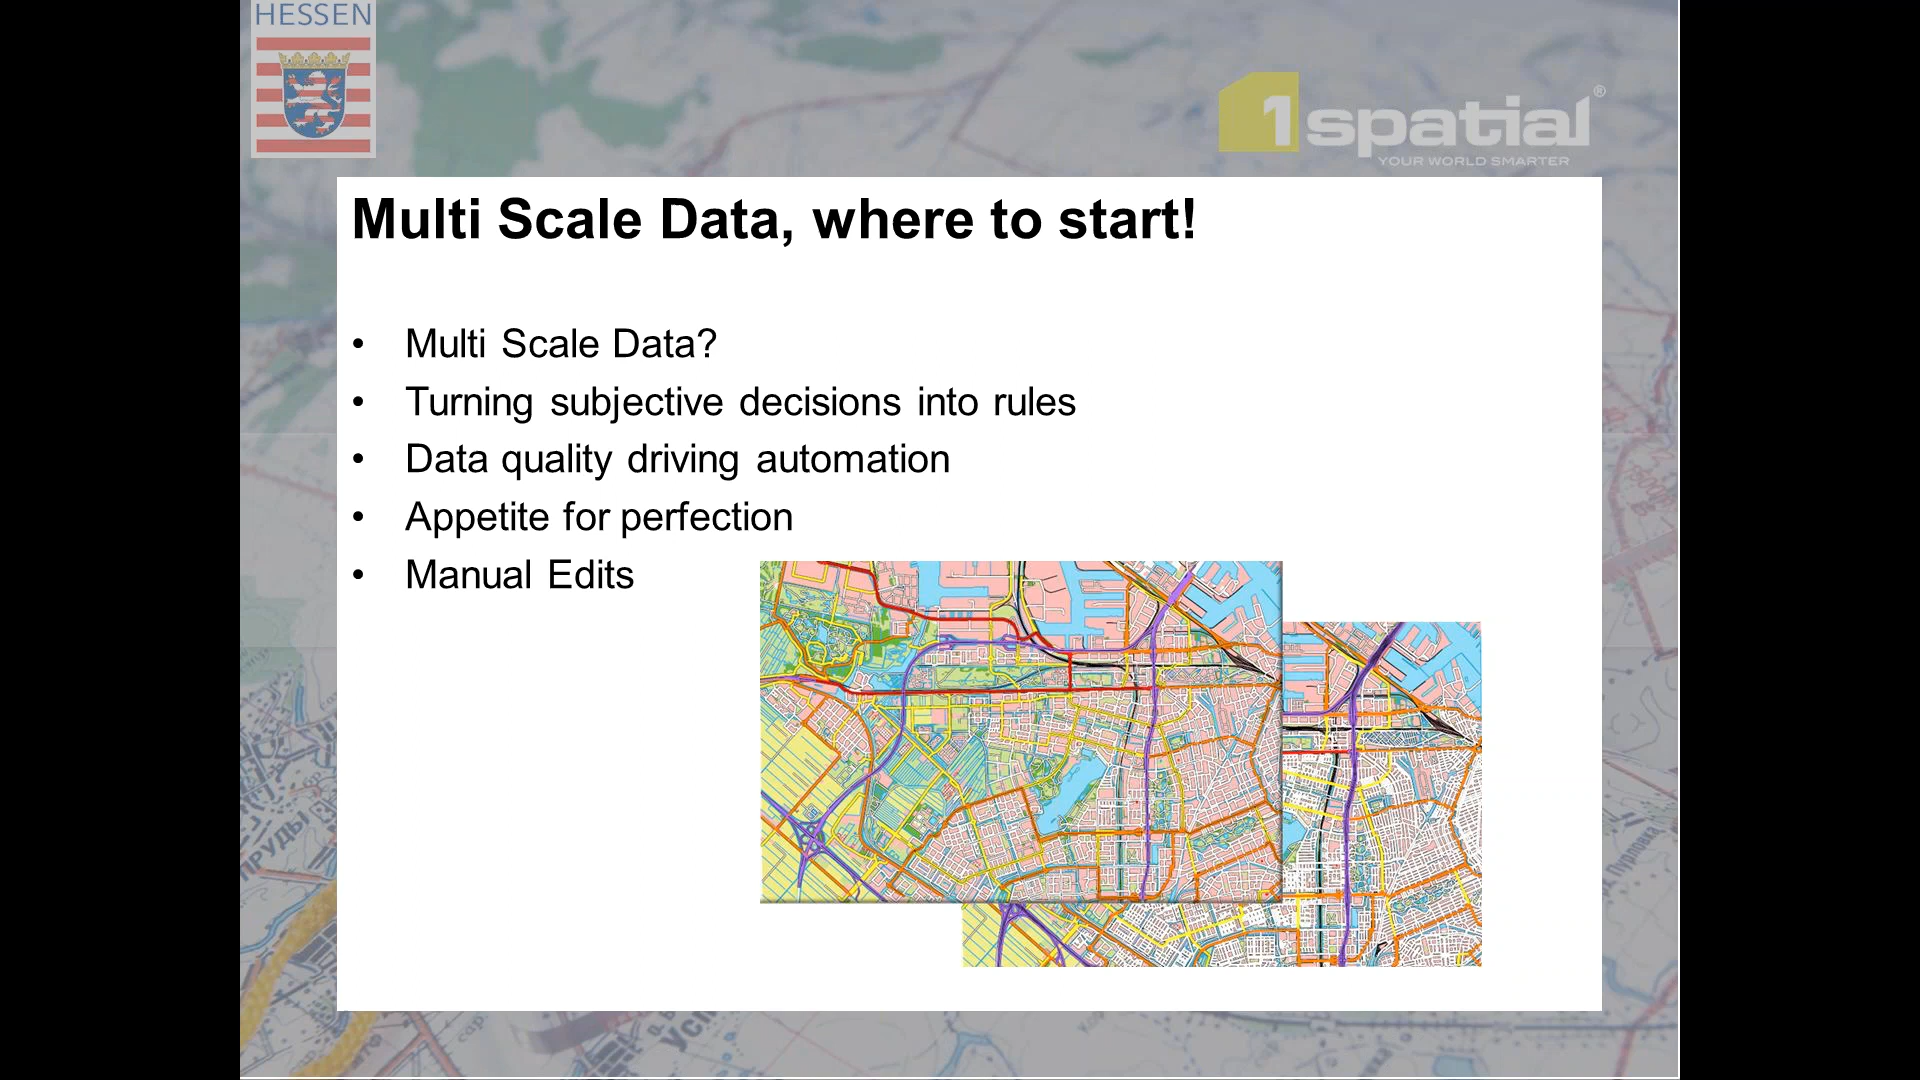 HESSEN
1spatial®
YOUR WORLD SMARTER
Multi Scale Data, where to start!
• Multi Scale Data?
• Turning subjective decisions into rules
• Data quality driving automation
• Appetite for perfection
• Manual Edits
ПРУДЫ